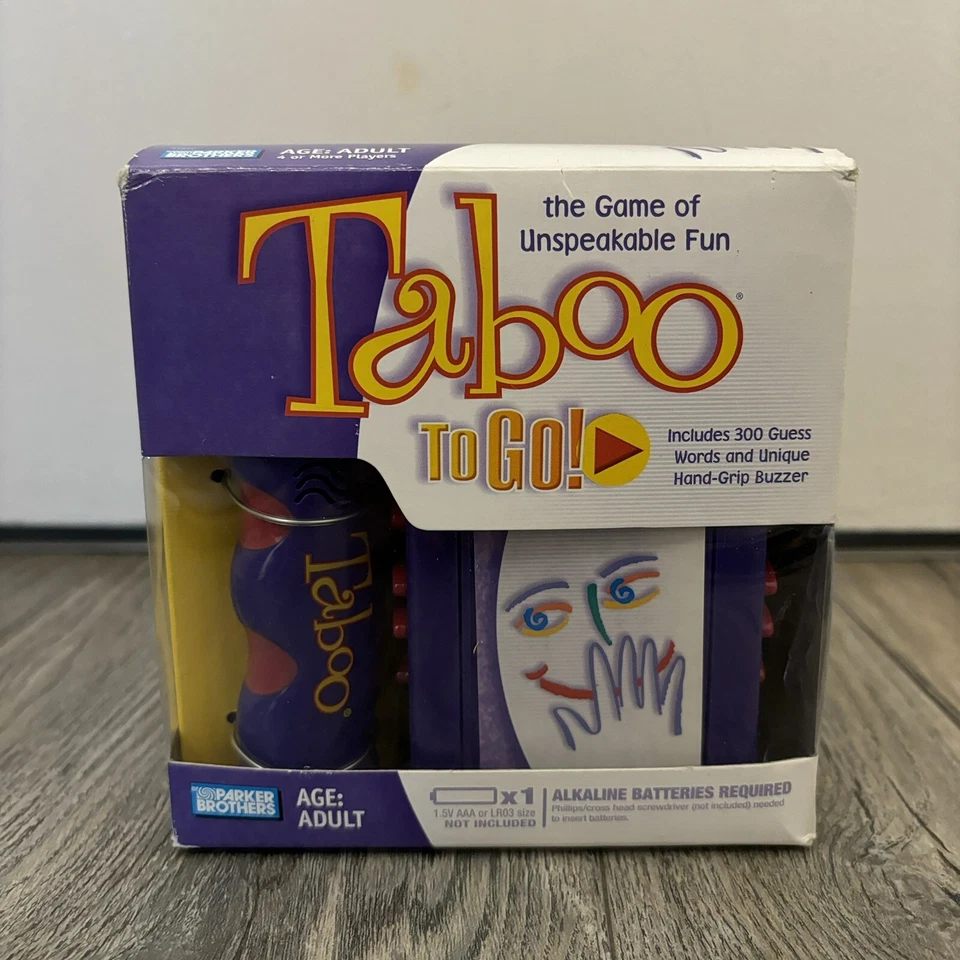 PARKER BROTHERS
AGE: ADULT
4 or More Players
the Game of
Unspeakable Fun
Taboo®
TO GO!
Includes 300 Guess
Words and Unique
Hand-Grip Buzzer
Taboo®
PARKER
BROTHERS
AGE:
ADULT
x1
1.5V AAA or LR03 size
NOT INCLUDED
ALKALINE BATTERIES REQUIRED
Phillips/cross head screwdriver (not included) needed
to insert batteries.